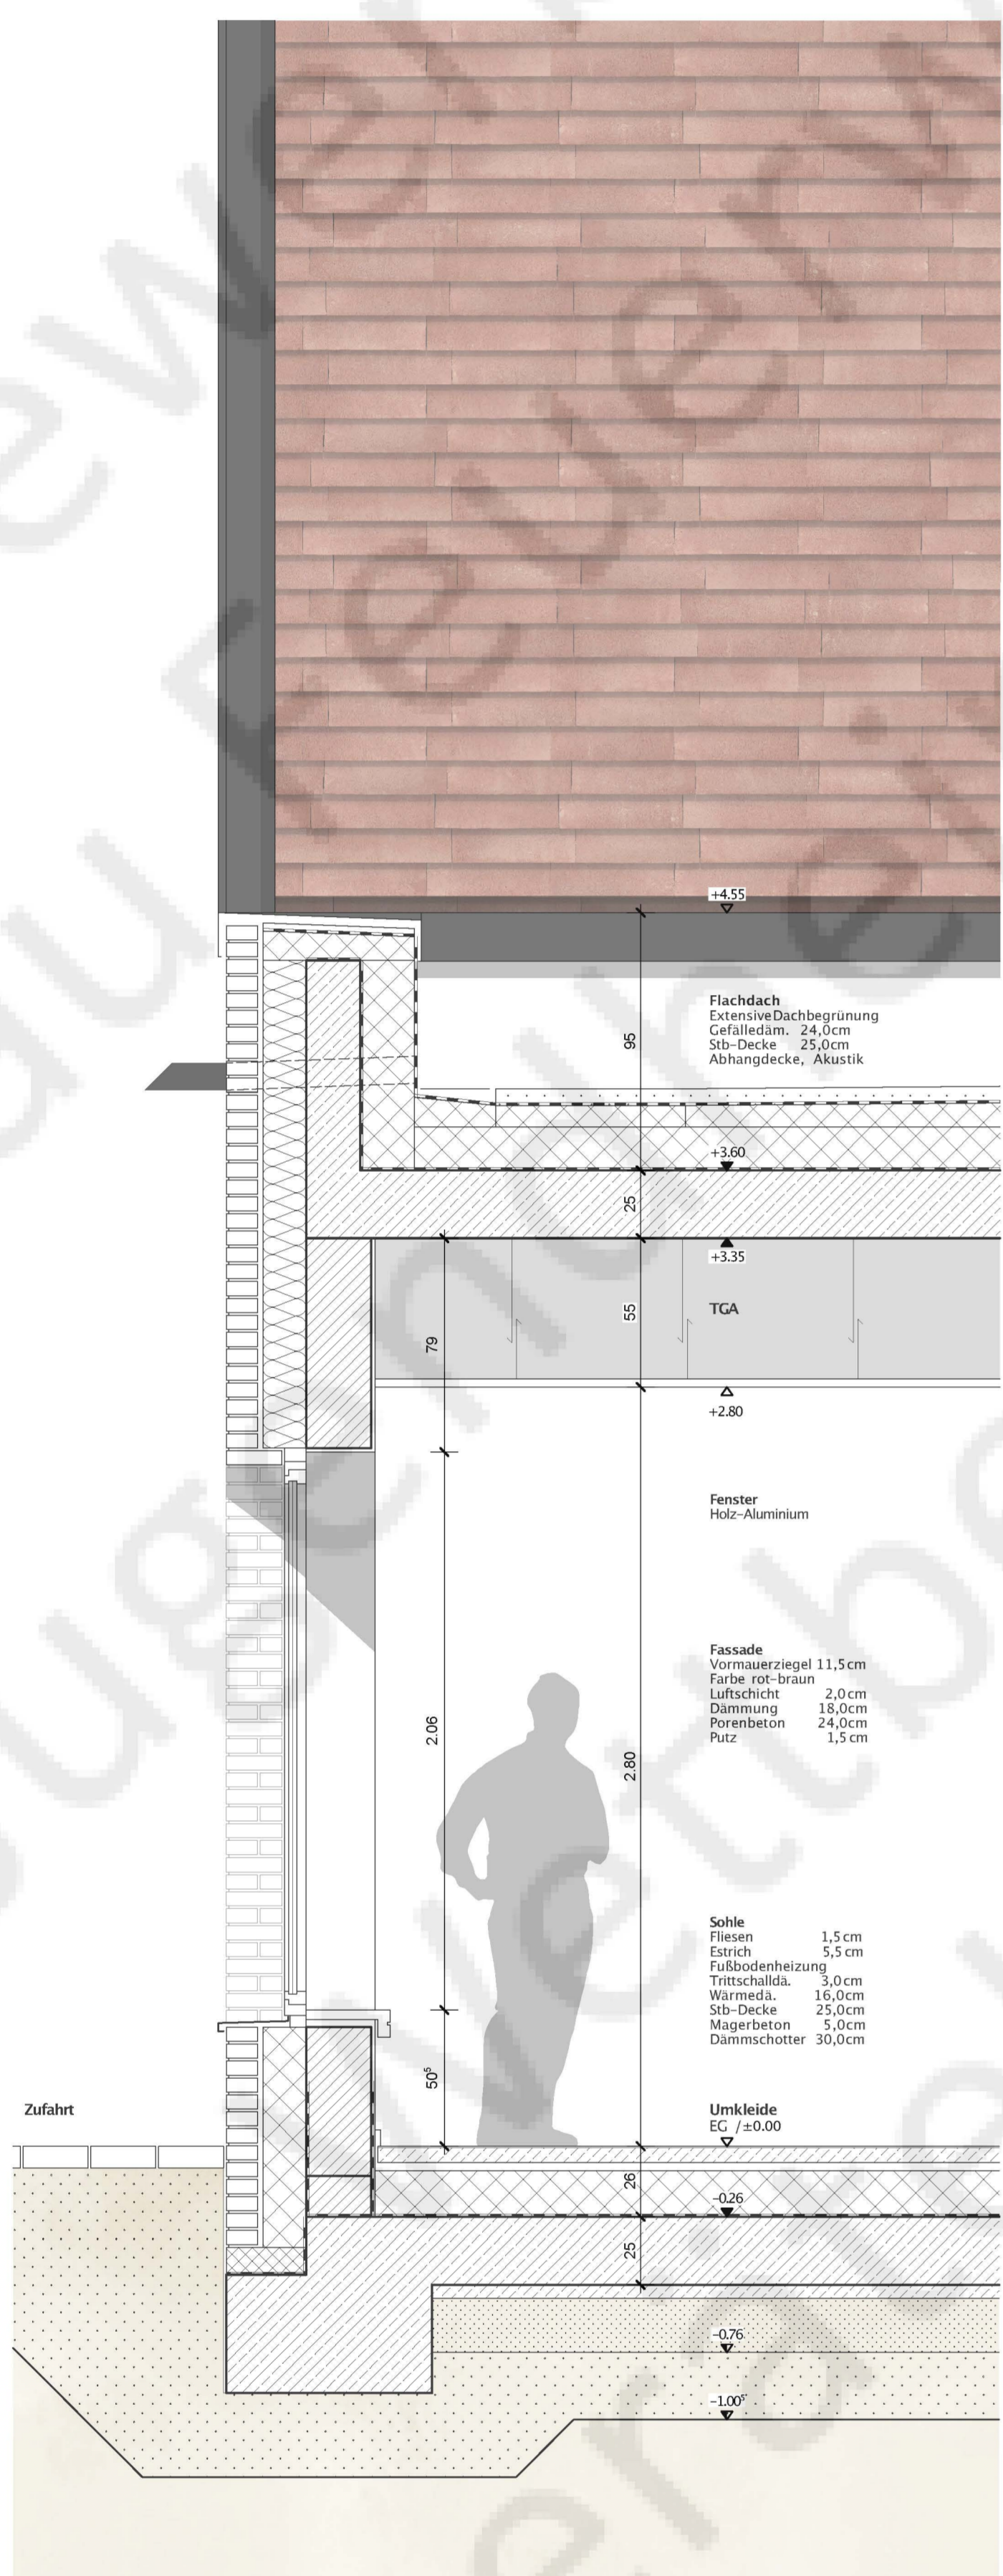 +4.55
Flachdach
Extensive Dachbegrünung
Gefälledäm. 24,0cm
Stb-Decke 25,0cm
Abhangdecke, Akustik
95
+3.60
25
+3.35
TGA
55
79
+2.80
Fenster
Holz-Aluminium
Fassade
Vormauerziegel 11,5cm
Farbe rot-braun
Luftschicht 2,0cm
Dämmung 18,0cm
Porenbeton 24,0cm
Putz 1,5cm
2.06
2.80
Sohle
Fliesen 1,5cm
Estrich 5,5cm
Fußbodenheizung
Trittschalldä. 3,0cm
Wärmedä. 16,0cm
Stb-Decke 25,0cm
Magerbeton 5,0cm
Dämmschotter 30,0cm
50⁵
Zufahrt
Umkleide
EG /±0.00
26
-0.26
25
-0.76
-1.00⁵